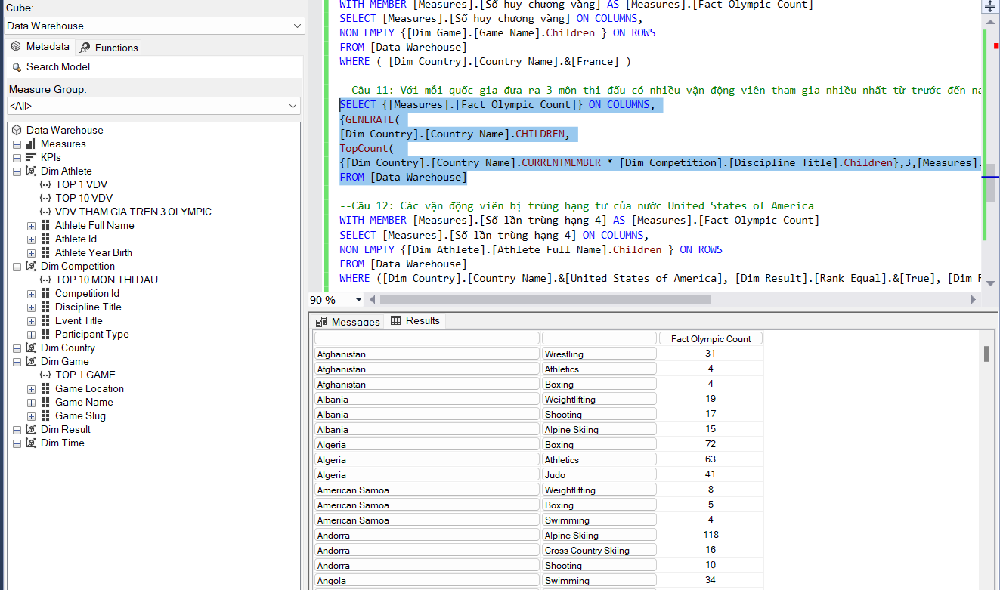 Cube:
Data Warehouse
Metadata
Functions
Search Model
Measure Group:
<All>
Data Warehouse
Measures
KPIs
Dim Athlete
TOP 1 VDV
TOP 10 VDV
VDV THAM GIA TREN 3 OLYMPIC
Athlete Full Name
Athlete Id
Athlete Year Birth
Dim Competition
TOP 10 MON THI DAU
Competition Id
Discipline Title
Event Title
Participant Type
Dim Country
Dim Game
TOP 1 GAME
Game Location
Game Name
Game Slug
Dim Result
Dim Time
WITH MEMBER [Measures].[Số huy chương vàng] AS [Measures].[Fact Olympic Count]
SELECT [Measures].[Số huy chương vàng] ON COLUMNS,
NON EMPTY {[Dim Game].[Game Name].Children } ON ROWS
FROM [Data Warehouse]
WHERE ( [Dim Country].[Country Name].&[France] )
--Câu 11: Với mỗi quốc gia đưa ra 3 môn thi đấu có nhiều vận động viên tham gia nhiều nhất từ trước đến na
SELECT {[Measures].[Fact Olympic Count]} ON COLUMNS,
{GENERATE(
[Dim Country].[Country Name].CHILDREN,
TopCount(
{[Dim Country].[Country Name].CURRENTMEMBER * [Dim Competition].[Discipline Title].Children},3,[Measures].
FROM [Data Warehouse]
--Câu 12: Các vận động viên bị trùng hạng tư của nước United States of America
WITH MEMBER [Measures].[Số lần trùng hạng 4] AS [Measures].[Fact Olympic Count]
SELECT [Measures].[Số lần trùng hạng 4] ON COLUMNS,
NON EMPTY {[Dim Athlete].[Athlete Full Name].Children } ON ROWS
FROM [Data Warehouse]
WHERE ([Dim Country].[Country Name].&[United States of America], [Dim Result].[Rank Equal].&[True], [Dim R
90 %
Messages
Results
Fact Olympic Count
Afghanistan Wrestling 31
Afghanistan Athletics 4
Afghanistan Boxing 4
Albania Weightlifting 19
Albania Shooting 17
Albania Alpine Skiing 15
Algeria Boxing 72
Algeria Athletics 63
Algeria Judo 41
American Samoa Weightlifting 8
American Samoa Boxing 5
American Samoa Swimming 4
Andorra Alpine Skiing 118
Andorra Cross Country Skiing 16
Andorra Shooting 10
Angola Swimming 34